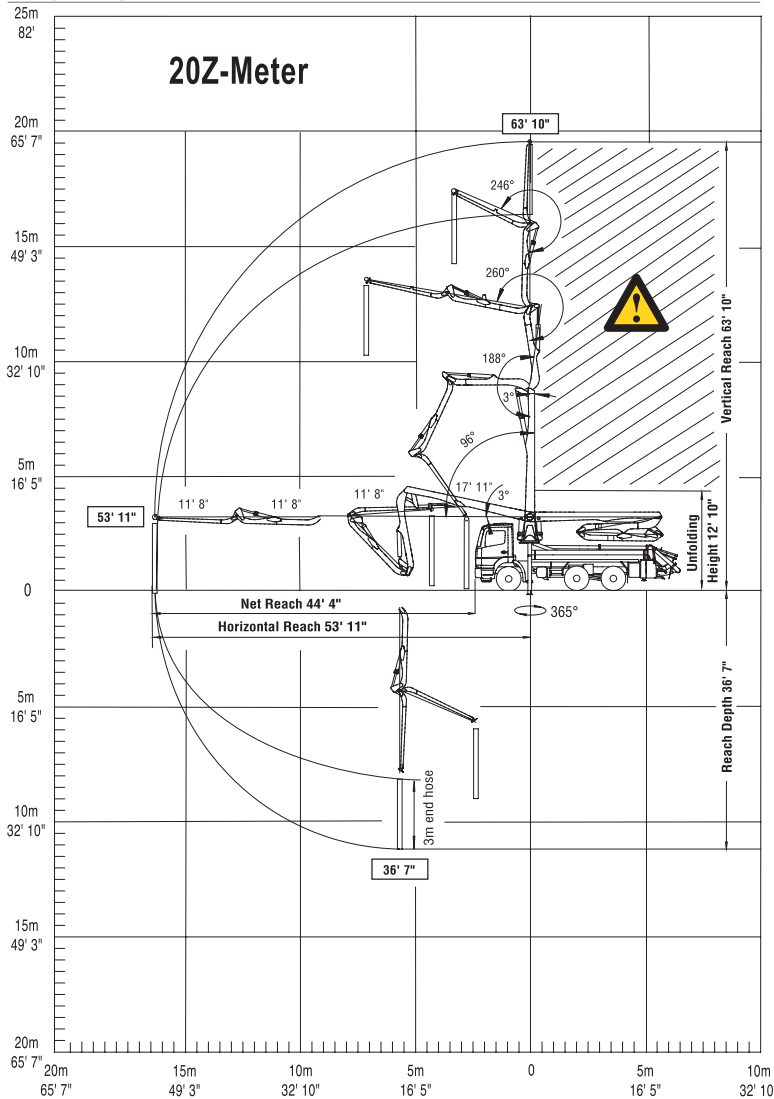 25m
82'
20Z-Meter
20m
65' 7"
63' 10"
246°
15m
49' 3"
260°
Vertical Reach 63' 10"
10m
32' 10"
188°
3°
96°
5m
16' 5"
11' 8"
11' 8"
11' 8"
17' 11"
3°
53' 11"
Unfolding
Height 12' 10"
0
Net Reach 44' 4"
365°
Horizontal Reach 53' 11"
5m
16' 5"
Reach Depth 36' 7"
3m end hose
10m
32' 10"
36' 7"
15m
49' 3"
20m
65' 7"
20m 15m 10m 5m 0 5m 10m
65' 7" 49' 3" 32' 10" 16' 5" 16' 5" 32' 10